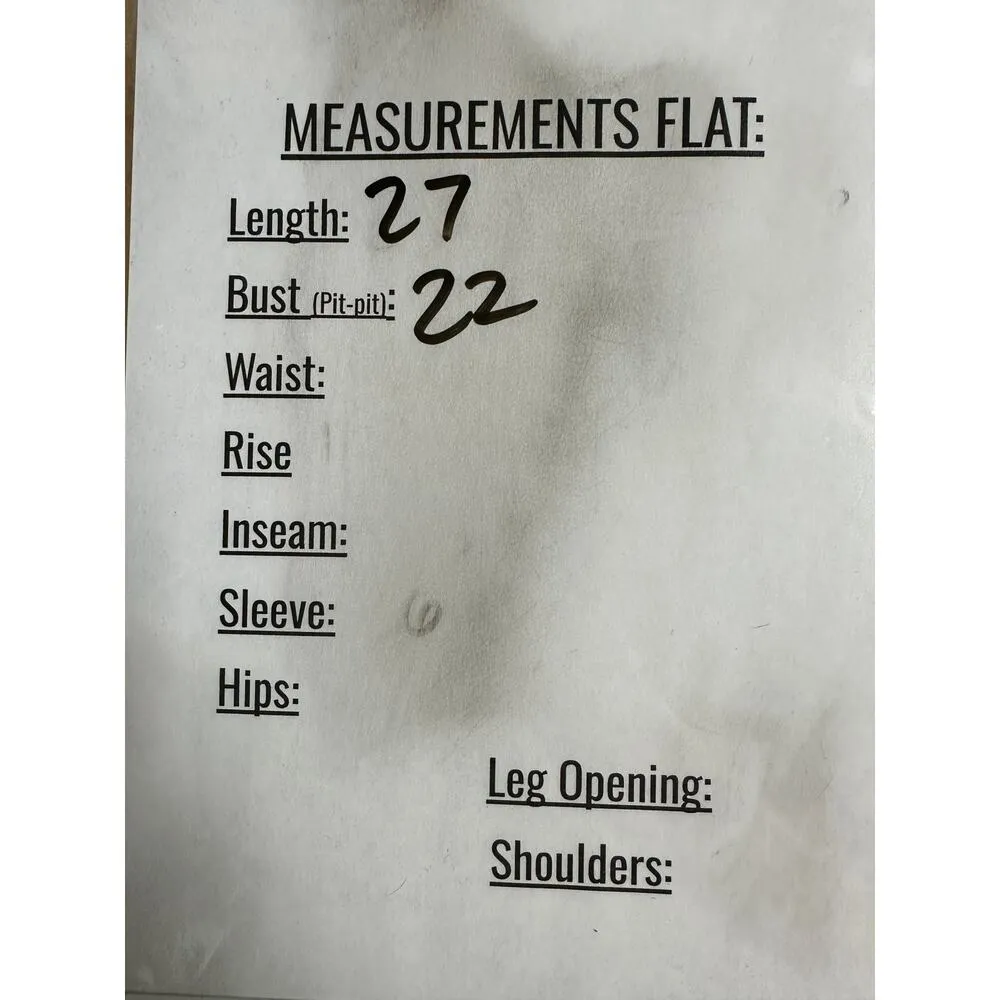 MEASUREMENTS FLAT:
Length: 27
Bust (Pit-pit): 22
Waist:
Rise
Inseam:
Sleeve:
Hips:
Leg Opening:
Shoulders: